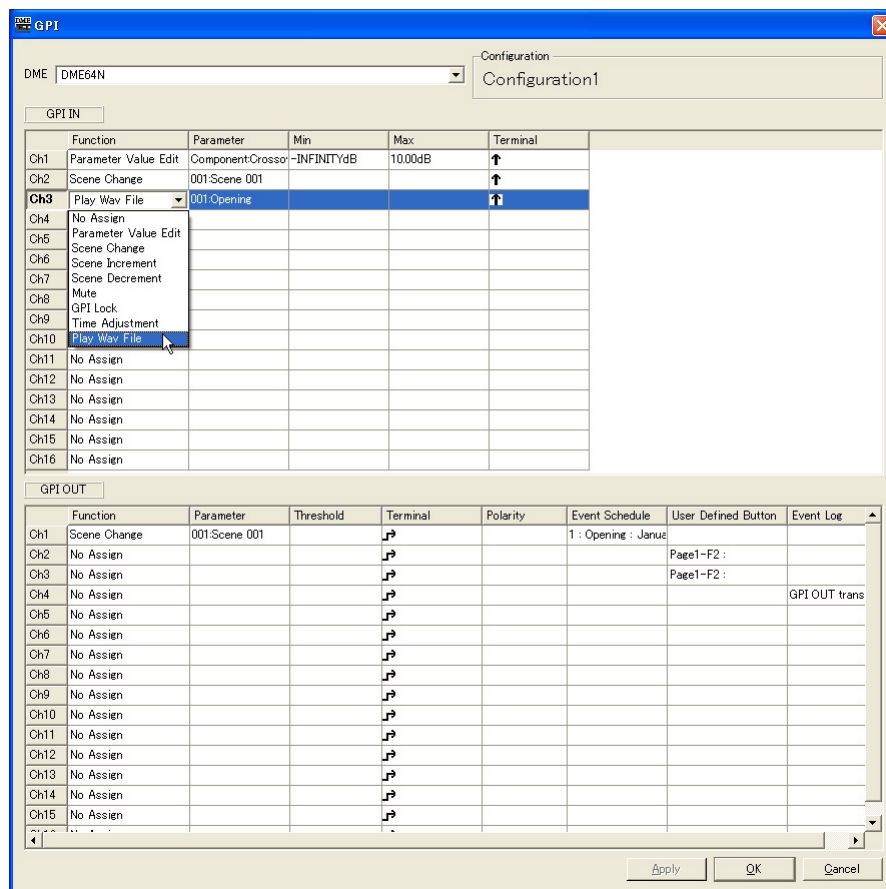 DME GPI
Configuration
DME DME64N Configuration1
GPI IN
Function Parameter Min Max Terminal
Ch1 Parameter Value Edit Component:Crosso -INFINITYdB 10.00dB
Ch2 Scene Change 001:Scene 001
Ch3 Play Wav File 001:Opening
Ch4 No Assign
Parameter Value Edit
Ch5
Scene Change
Ch6 Scene Increment
Ch7 Scene Decrement
Ch8 Mute
GPI Lock
Ch9 Time Adjustment
Ch10 Play Wav File
Ch11 No Assign
Ch12 No Assign
Ch13 No Assign
Ch14 No Assign
Ch15 No Assign
Ch16 No Assign
GPI OUT
Function Parameter Threshold Terminal Polarity Event Schedule User Defined Button Event Log
Ch1 Scene Change 001:Scene 001 1 : Opening : Janua
Ch2 No Assign Page1-F2 :
Ch3 No Assign Page1-F2 :
Ch4 No Assign GPI OUT trans
Ch5 No Assign
Ch6 No Assign
Ch7 No Assign
Ch8 No Assign
Ch9 No Assign
Ch10 No Assign
Ch11 No Assign
Ch12 No Assign
Ch13 No Assign
Ch14 No Assign
Ch15 No Assign
Apply OK Cancel